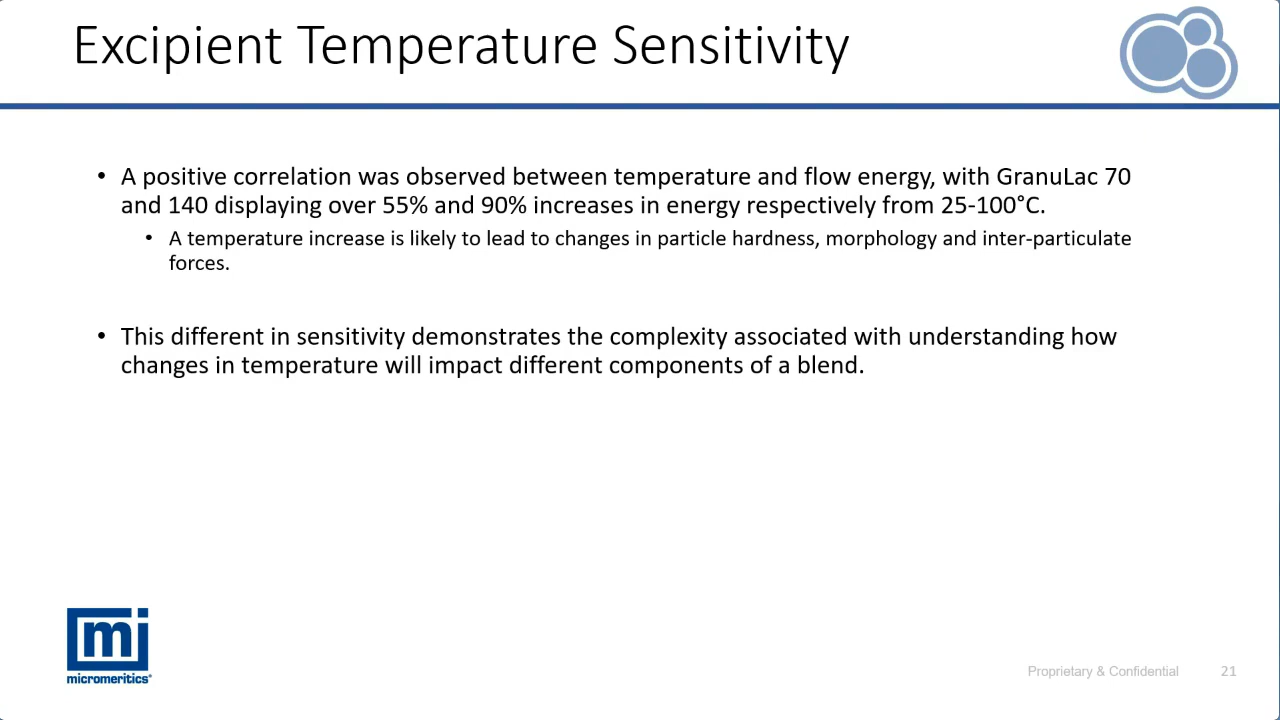 Excipient Temperature Sensitivity
• A positive correlation was observed between temperature and flow energy, with GranuLac 70
and 140 displaying over 55% and 90% increases in energy respectively from 25-100°C.
• A temperature increase is likely to lead to changes in particle hardness, morphology and inter-particulate
forces.
• This different in sensitivity demonstrates the complexity associated with understanding how
changes in temperature will impact different components of a blend.
mi
micromeritics®
Proprietary & Confidential 21